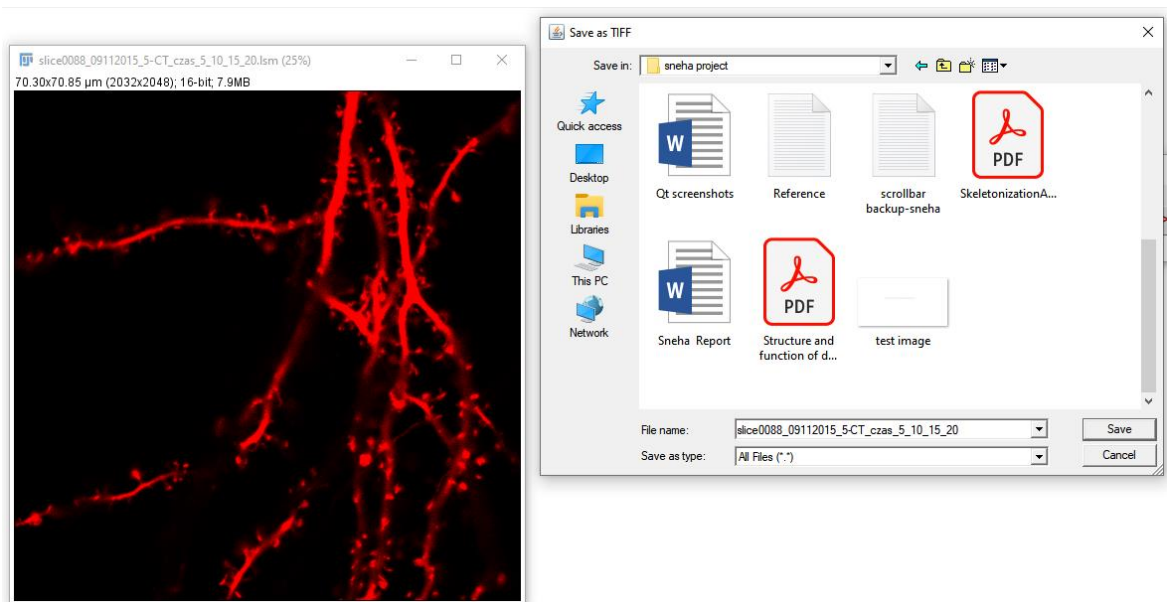 slice0088_09112015_5-CT_czas_5_10_15_20.lsm (25%)
70.30x70.85 µm (2032x2048); 16-bit; 7.9MB
Save as TIFF
Save in:
sneha project
Quick access
Desktop
Libraries
This PC
Network
W
Qt screenshots
Reference
scrollbar
backup-sneha
PDF
SkeletonizationA...
W
Sneha Report
PDF
Structure and
function of d...
test image
File name:
slice0088_09112015_5-CT_czas_5_10_15_20
Save
Save as type:
All Files (*.*)
Cancel